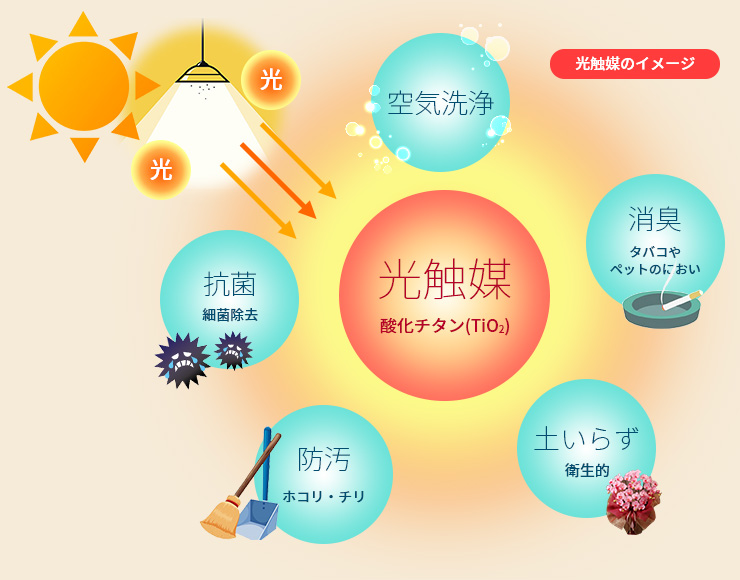 光触媒のイメージ
光
光
空気洗浄
消臭
タバコや
ペットのにおい
抗菌
細菌除去
光触媒
酸化チタン(TiO₂)
土いらず
衛生的
防汚
ホコリ・チリ